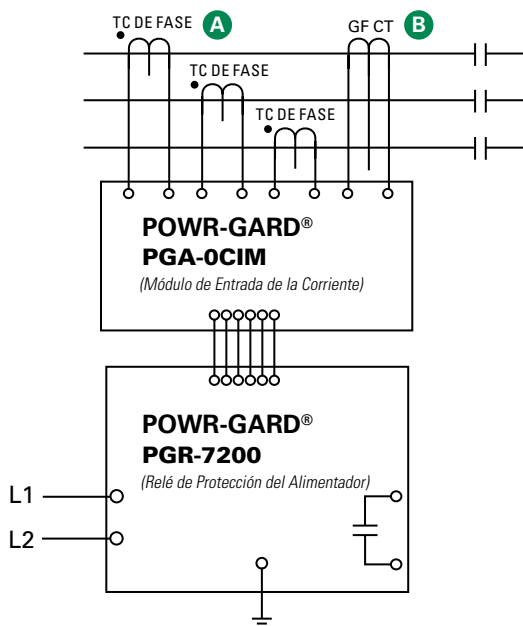 TC DE FASE A
GF CT B
TC DE FASE
TC DE FASE
POWR-GARD®
PGA-0CIM
(Módulo de Entrada de la Corriente)
POWR-GARD®
PGR-7200
(Relé de Protección del Alimentador)
L1
L2